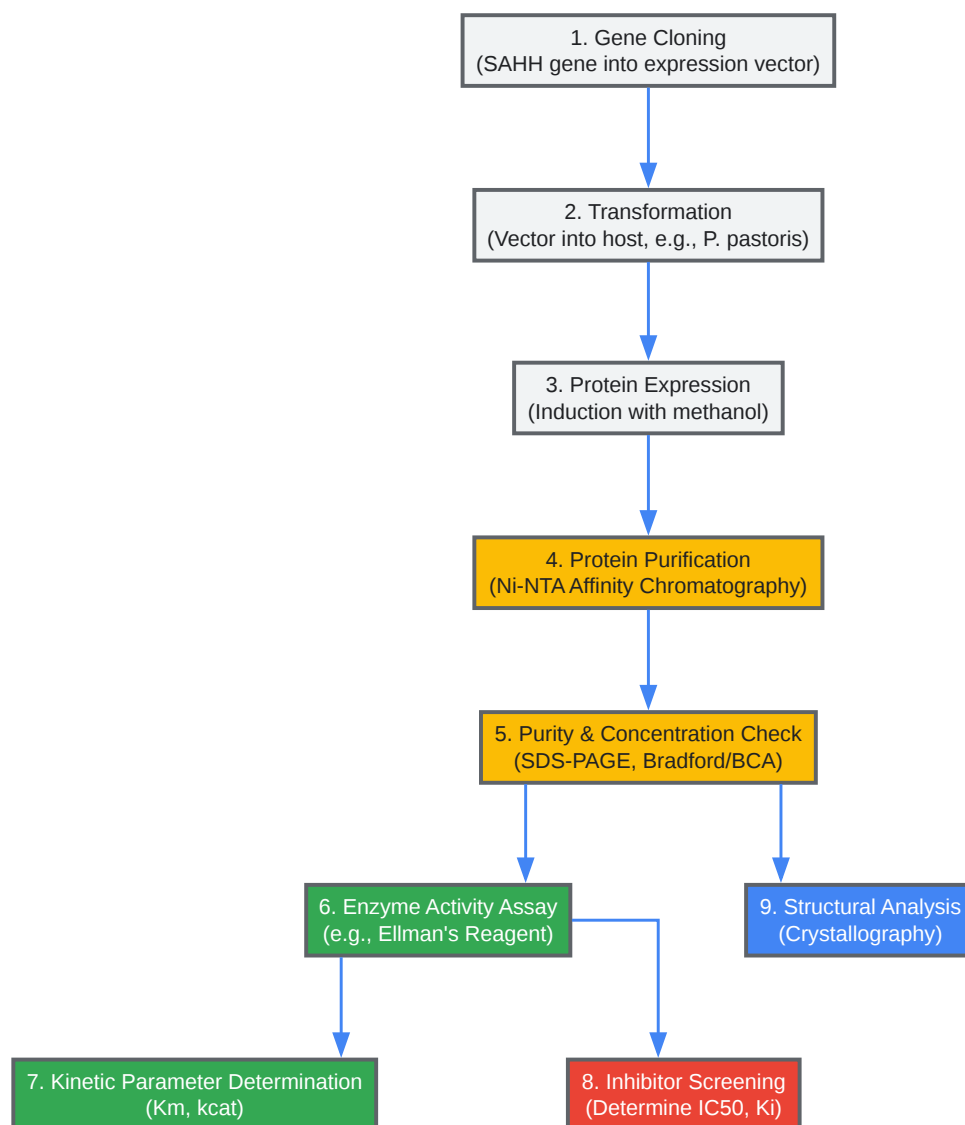 1. Gene Cloning
(SAHH gene into expression vector)
2. Transformation
(Vector into host, e.g., P. pastoris)
3. Protein Expression
(Induction with methanol)
4. Protein Purification
(Ni-NTA Affinity Chromatography)
5. Purity & Concentration Check
(SDS-PAGE, Bradford/BCA)
6. Enzyme Activity Assay
(e.g., Ellman's Reagent)
9. Structural Analysis
(Crystallography)
7. Kinetic Parameter Determination
(Km, kcat)
8. Inhibitor Screening
(Determine IC50, Ki)